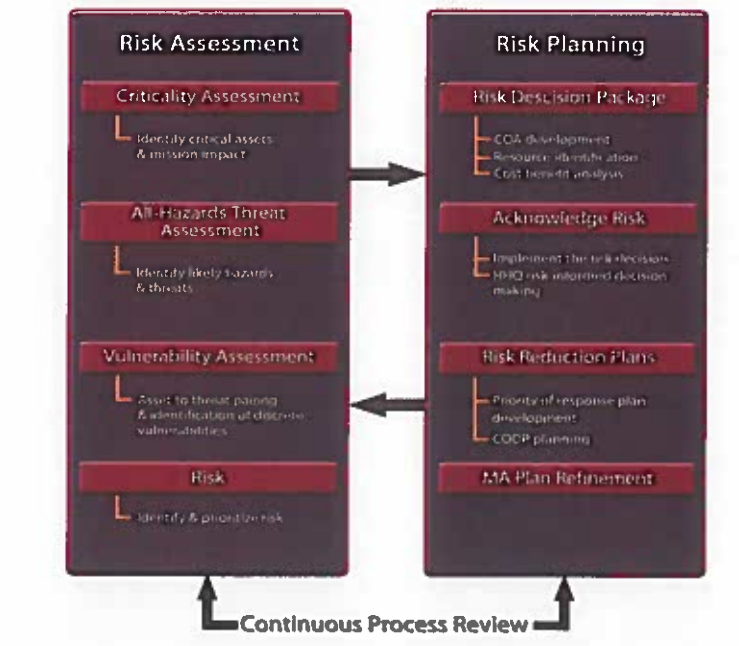 Risk Assessment
Criticality Assessment
Identify critical assets
& mission impact
All-Hazards Threat
Assessment
Identify likely hazards
& threats
Vulnerability Assessment
Asset to threat pairing
& identification of discrete
vulnerabilities
Risk
Identify & prioritize risk
Risk Planning
Risk Descision Package
COA development
Resource identification
Cost benefit analysis
Acknowledge Risk
Implement the risk decision
HHQ risk informed decision
making
Risk Reduction Plans
Priority of response plan
development
COOP planning
MA Plan Refinement
Continuous Process Review